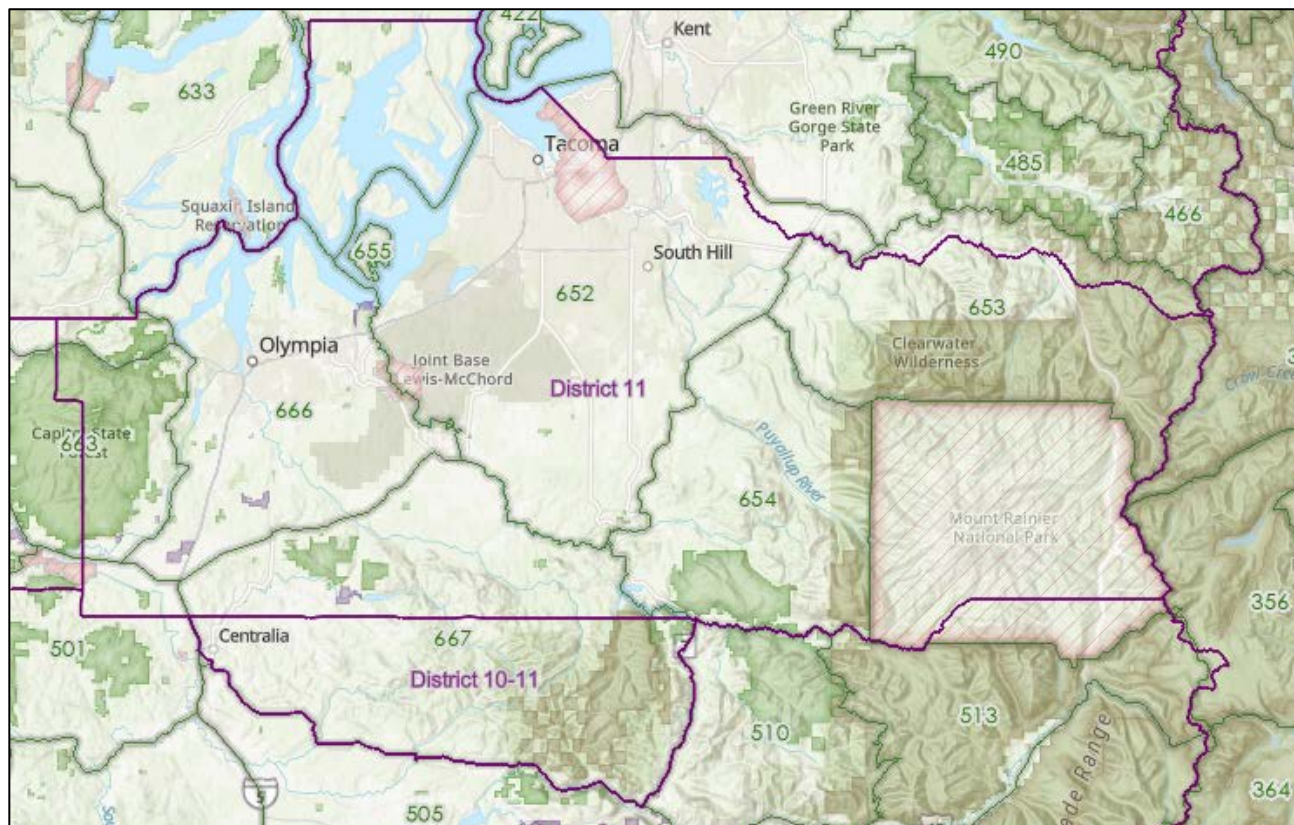 422
Kent
490
633
Green River
Gorge State
Park
Tacoma
485
466
Squaxin Island
Reservation
655
South Hill
652
653
Olympia
Joint Base
Lewis-McChord
Clearwater
Wilderness
District 11
666
Capitol State
Forest
663
Puyallup River
654
Mount Rainier
National Park
356
Centralia
501
667
District 10-11
510
513
5
505
364